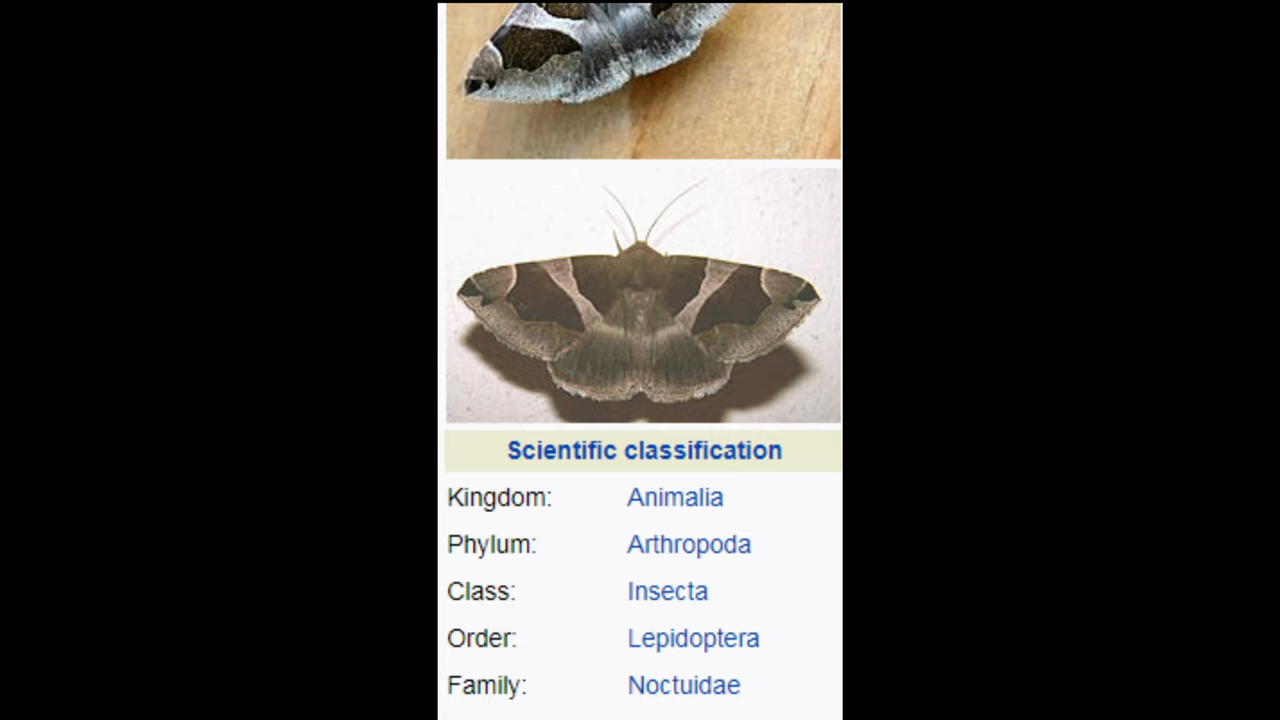 Scientific classification
Kingdom: Animalia
Phylum: Arthropoda
Class: Insecta
Order: Lepidoptera
Family: Noctuidae